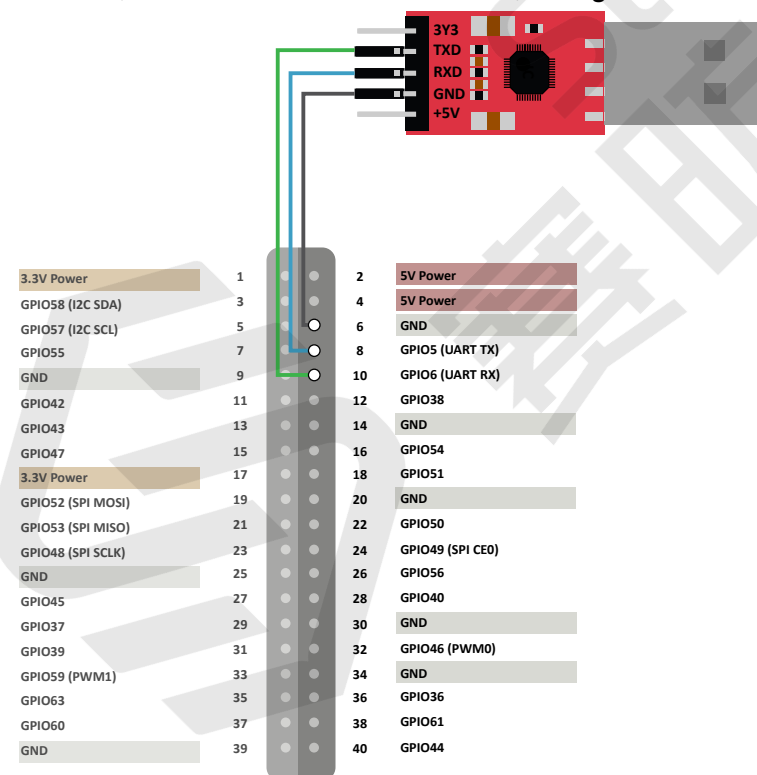 3Y3
TXD
RXD
GND
+5V
3.3V Power 1 2 5V Power
GPIO58 (I2C SDA) 3 4 5V Power
GPIO57 (I2C SCL) 5 6 GND
GPIO55 7 8 GPIO5 (UART TX)
GND 9 10 GPIO6 (UART RX)
GPIO42 11 12 GPIO38
GPIO43 13 14 GND
GPIO47 15 16 GPIO54
3.3V Power 17 18 GPIO51
GPIO52 (SPI MOSI) 19 20 GND
GPIO53 (SPI MISO) 21 22 GPIO50
GPIO48 (SPI SCLK) 23 24 GPIO49 (SPI CE0)
GND 25 26 GPIO56
GPIO45 27 28 GPIO40
GPIO37 29 30 GND
GPIO39 31 32 GPIO46 (PWM0)
GPIO59 (PWM1) 33 34 GND
GPIO63 35 36 GPIO36
GPIO60 37 38 GPIO61
GND 39 40 GPIO44